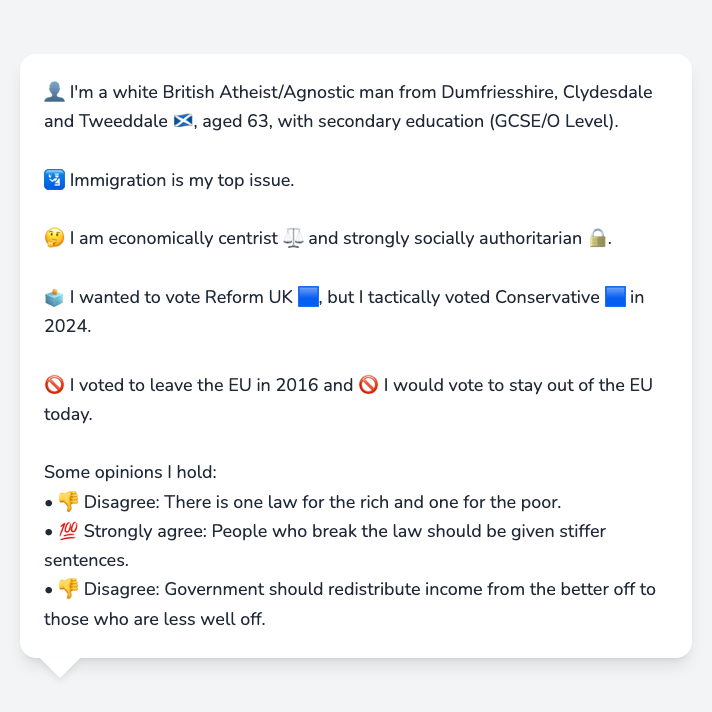 👤 I'm a white British Atheist/Agnostic man from Dumfriesshire, Clydesdale
and Tweeddale 🏴󠁧󠁢󠁳󠁣󠁴󠁿, aged 63, with secondary education (GCSE/O Level).
🛂 Immigration is my top issue.
🤔 I am economically centrist ⚖️ and strongly socially authoritarian 🔒.
🗳️ I wanted to vote Reform UK 🟦, but I tactically voted Conservative 🟦 in
2024.
🚫 I voted to leave the EU in 2016 and 🚫 I would vote to stay out of the EU
today.
Some opinions I hold:
• 👎 Disagree: There is one law for the rich and one for the poor.
• 💯 Strongly agree: People who break the law should be given stiffer
sentences.
• 👎 Disagree: Government should redistribute income from the better off to
those who are less well off.